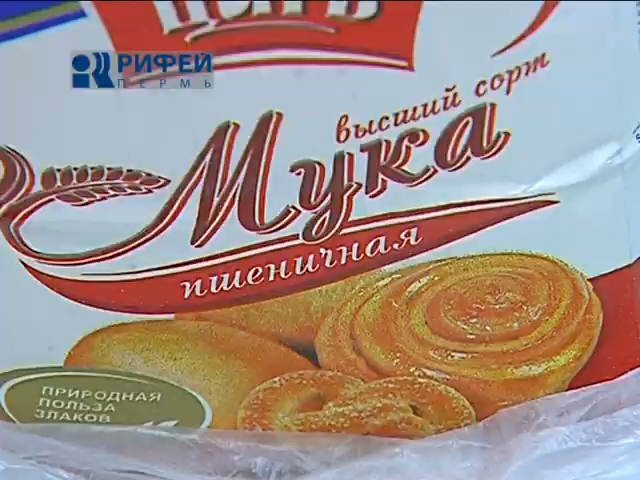 РИФЕЙ
ПЕРМЬ
высший сорт
Мука
пшеничная
ПРИРОДНАЯ
ПОЛЬЗА
ЗЛАКОВ